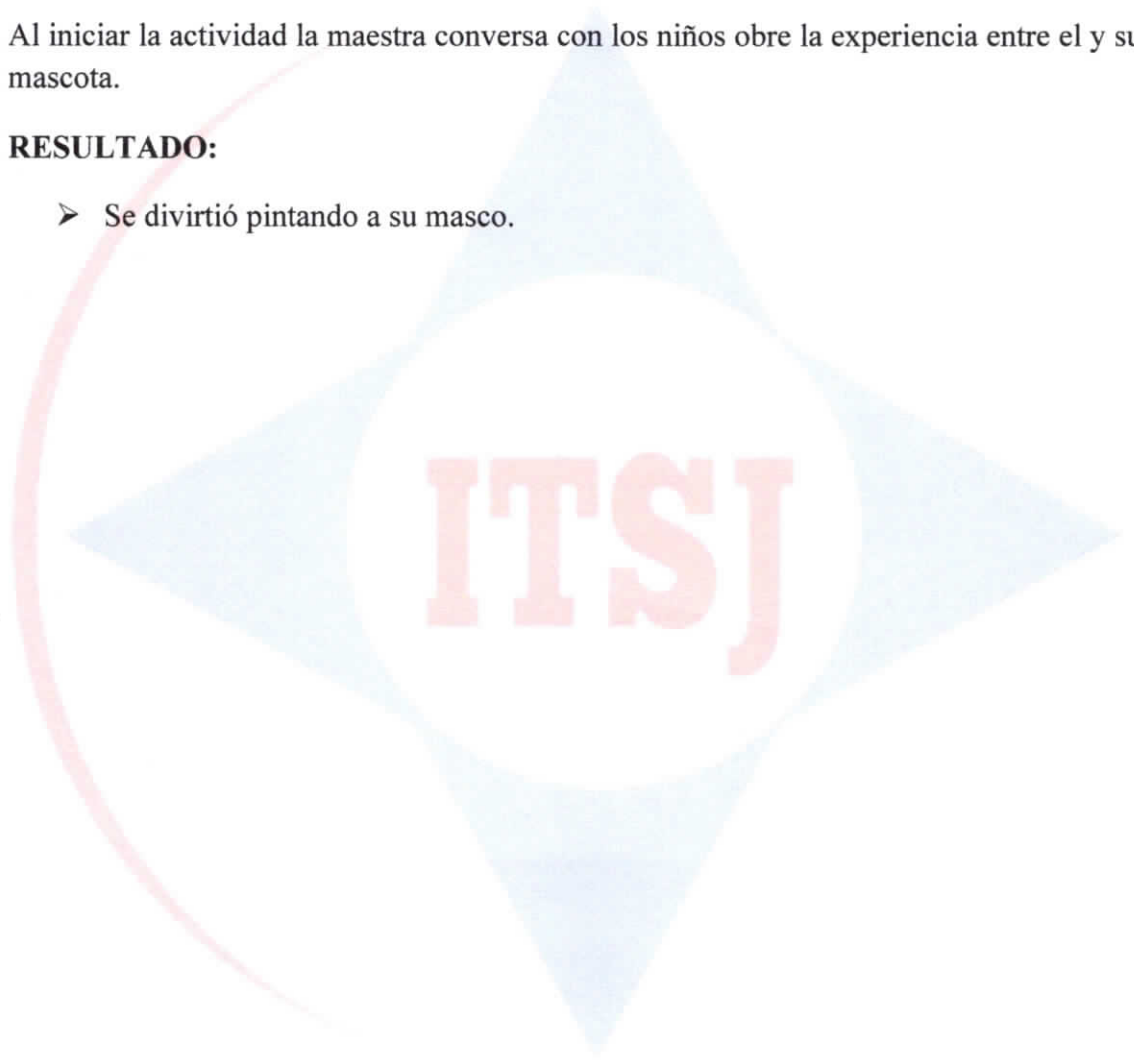 Al iniciar la actividad la maestra conversa con los niños obre la experiencia entre el y su
mascota.
RESULTADO:
➤ Se divirtió pintando a su masco.
ITSJ